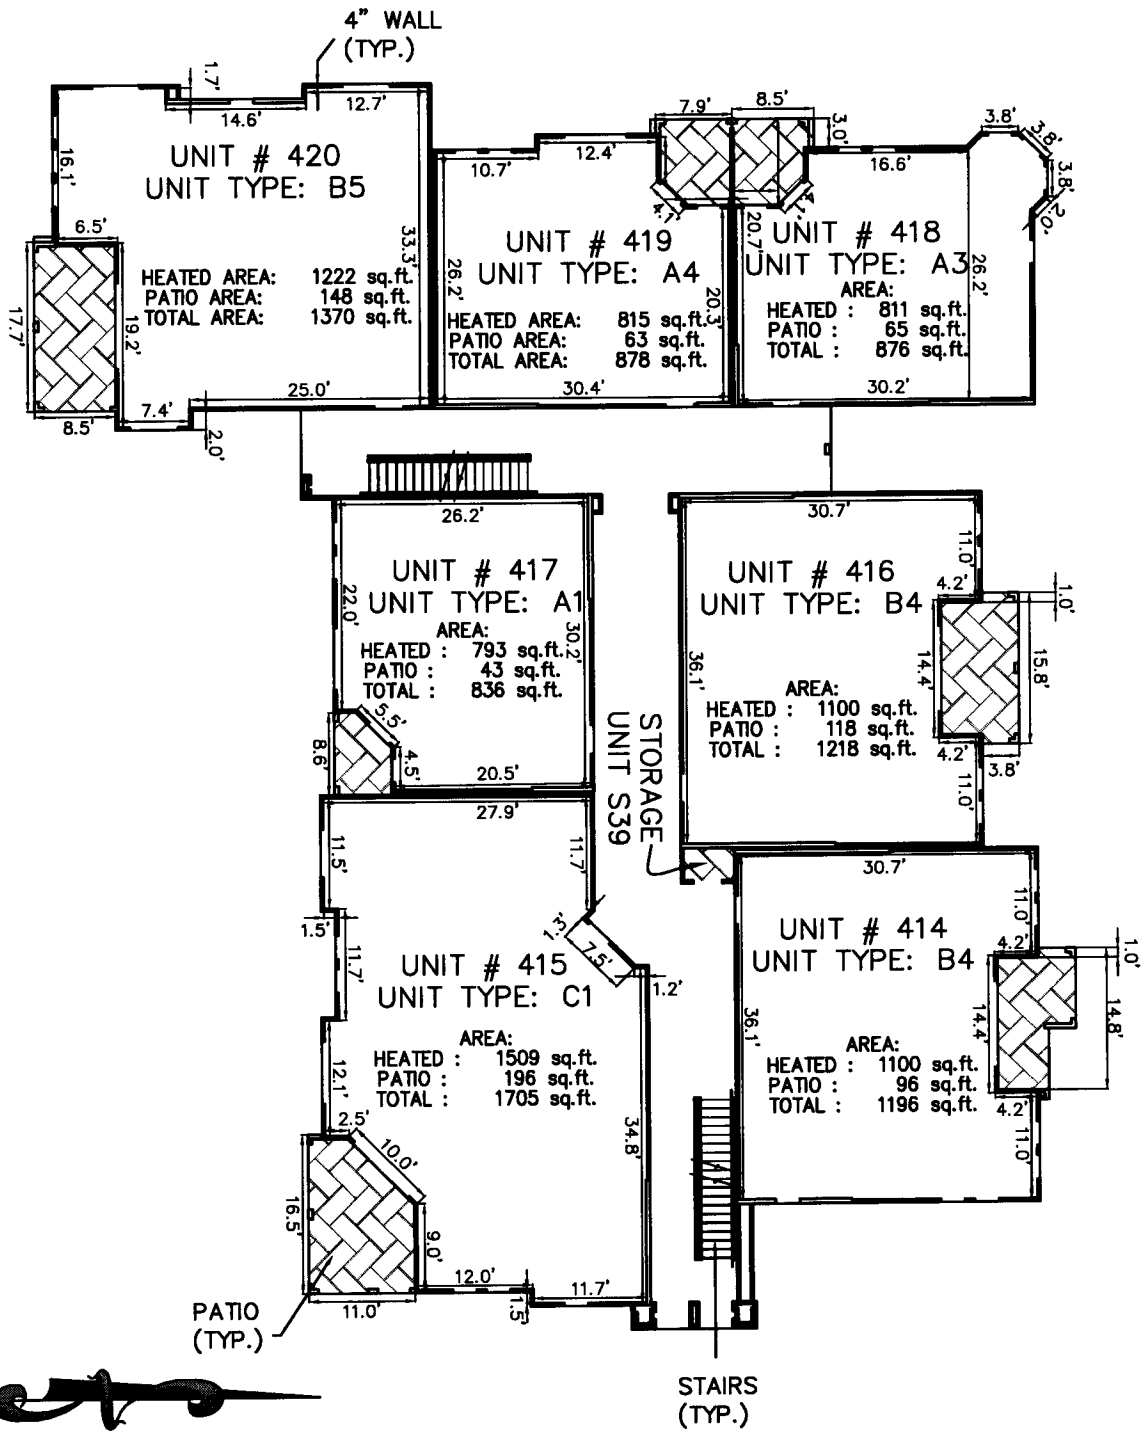 4" WALL
(TYP.)
1.7'
14.6'
12.7'
16.1'
UNIT # 420
UNIT TYPE: B5
6.5'
33.3'
HEATED AREA: 1222 sq.ft.
PATIO AREA: 148 sq.ft.
TOTAL AREA: 1370 sq.ft.
17.7'
19.2'
25.0'
7.4'
8.5'
2.0'
7.9'
8.5'
3.0'
10.7'
12.4'
4.1'
4.1'
UNIT # 419
UNIT TYPE: A4
26.2'
20.3'
HEATED AREA: 815 sq.ft.
PATIO AREA: 63 sq.ft.
TOTAL AREA: 878 sq.ft.
30.4'
3.8'
3.8'
3.8'
2.0'
16.6'
20.7'
UNIT # 418
UNIT TYPE: A3
26.2'
AREA:
HEATED : 811 sq.ft.
PATIO : 65 sq.ft.
TOTAL : 876 sq.ft.
30.2'
26.2'
UNIT # 417
UNIT TYPE: A1
22.0'
30.2'
AREA:
HEATED : 793 sq.ft.
PATIO : 43 sq.ft.
TOTAL : 836 sq.ft.
5.5'
8.6'
4.5'
20.5'
30.7'
11.0'
UNIT # 416
UNIT TYPE: B4
4.2'
1.0'
36.1'
14.4'
15.8'
AREA:
HEATED : 1100 sq.ft.
PATIO : 118 sq.ft.
TOTAL : 1218 sq.ft.
4.2'
3.8'
11.0'
STORAGE
UNIT S39
27.9'
11.5'
11.7'
1.5'
1.3'
7.5'
11.7'
1.2'
UNIT # 415
UNIT TYPE: C1
AREA:
HEATED : 1509 sq.ft.
PATIO : 196 sq.ft.
TOTAL : 1705 sq.ft.
12.1'
2.5'
10.0'
34.8'
16.5'
9.0'
12.0'
11.0'
1.5'
11.7'
30.7'
11.0'
UNIT # 414
UNIT TYPE: B4
4.2'
1.0'
36.1'
14.4'
14.8'
AREA:
HEATED : 1100 sq.ft.
PATIO : 96 sq.ft.
TOTAL : 1196 sq.ft.
4.2'
11.0'
PATIO
(TYP.)
STAIRS
(TYP.)